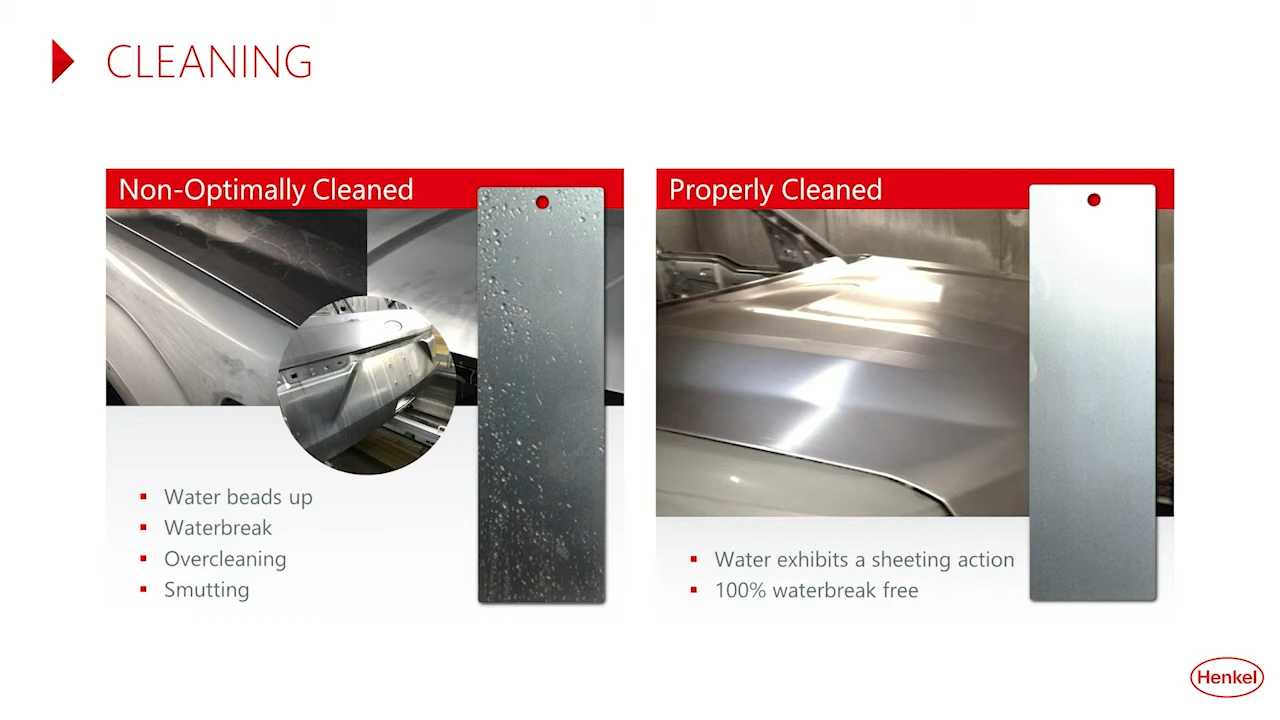 CLEANING
Non-Optimally Cleaned
Water beads up
Waterbreak
Overcleaning
Smutting
Properly Cleaned
Water exhibits a sheeting action
100% waterbreak free
Henkel